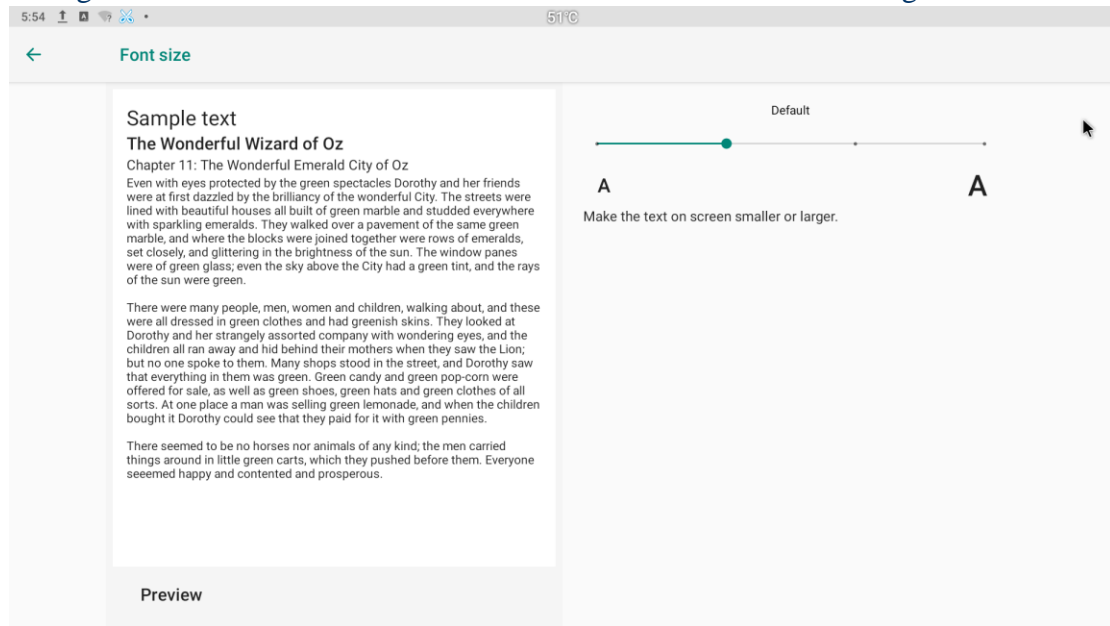 5:54
51°C
Font size
Sample text
The Wonderful Wizard of Oz
Chapter 11: The Wonderful Emerald City of Oz
Even with eyes protected by the green spectacles Dorothy and her friends
were at first dazzled by the brilliancy of the wonderful City. The streets were
lined with beautiful houses all built of green marble and studded everywhere
with sparkling emeralds. They walked over a pavement of the same green
marble, and where the blocks were joined together were rows of emeralds,
set closely, and glittering in the brightness of the sun. The window panes
were of green glass; even the sky above the City had a green tint, and the rays
of the sun were green.
There were many people, men, women and children, walking about, and these
were all dressed in green clothes and had greenish skins. They looked at
Dorothy and her strangely assorted company with wondering eyes, and the
children all ran away and hid behind their mothers when they saw the Lion;
but no one spoke to them. Many shops stood in the street, and Dorothy saw
that everything in them was green. Green candy and green pop-corn were
offered for sale, as well as green shoes, green hats and green clothes of all
sorts. At one place a man was selling green lemonade, and when the children
bought it Dorothy could see that they paid for it with green pennies.
There seemed to be no horses nor animals of any kind; the men carried
things around in little green carts, which they pushed before them. Everyone
seeemed happy and contented and prosperous.
Preview
Default
A A
Make the text on screen smaller or larger.